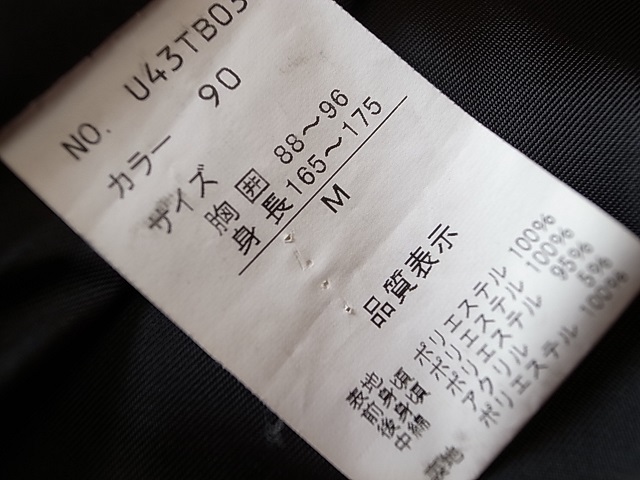 NO. U43TB03
カラー 90
サイズ
胸囲 88〜96
身長 165〜175
M
品質表示
表地
前身頃 ポリエステル 100%
後身頃 ポリエステル 100%
中綿 ポリエステル 95%
アクリル 5%
裏地 ポリエステル 100%